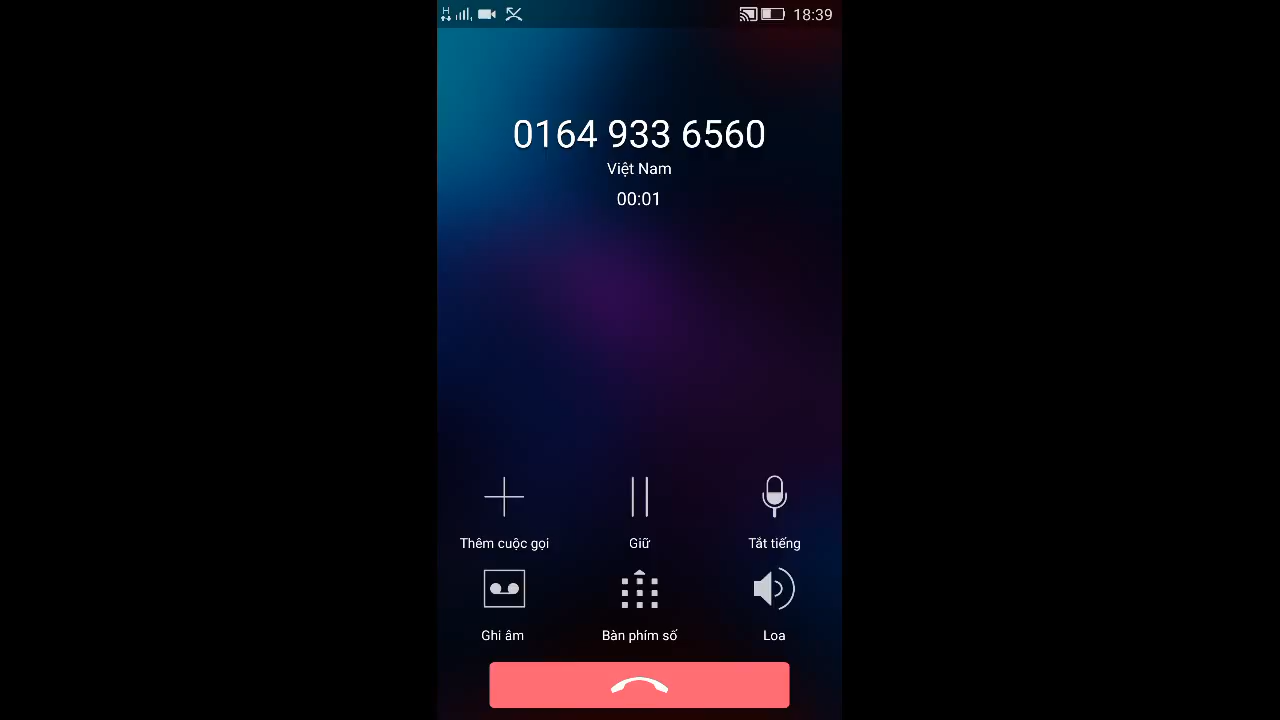 H 18:39
0164 933 6560
Việt Nam
00:01
Thêm cuộc gọi Giữ Tắt tiếng
Ghi âm Bàn phím số Loa